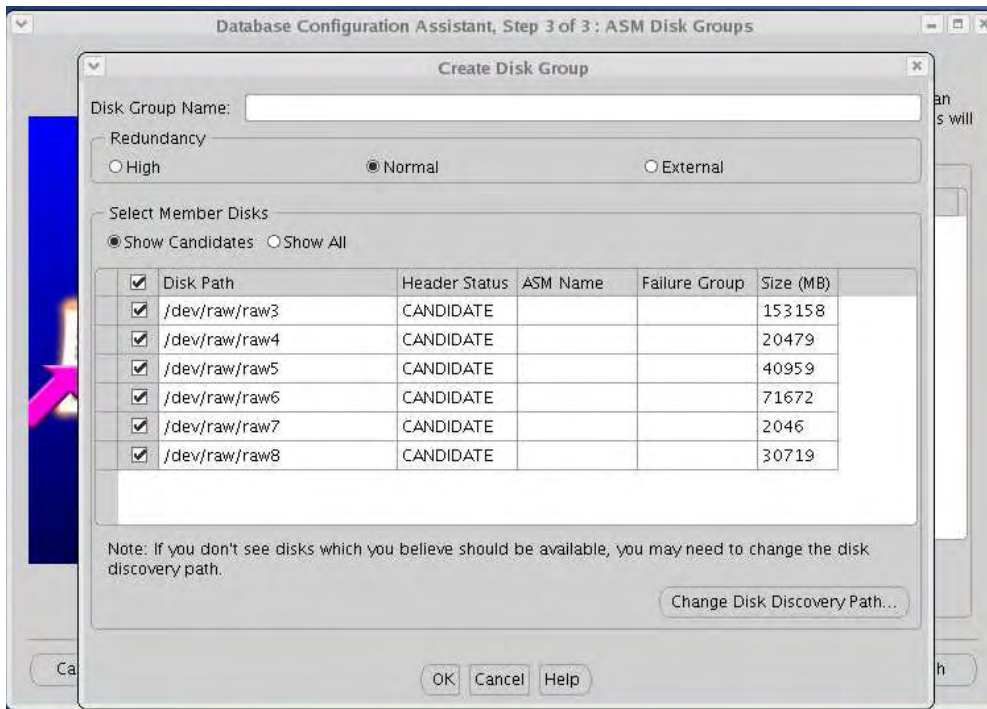 Database Configuration Assistant, Step 3 of 3 : ASM Disk Groups
Create Disk Group
an
s will
Disk Group Name:
Redundancy
High Normal External
Select Member Disks
Show Candidates Show All
Disk Path Header Status ASM Name Failure Group Size (MB)
/dev/raw/raw3 CANDIDATE 153158
/dev/raw/raw4 CANDIDATE 20479
/dev/raw/raw5 CANDIDATE 40959
/dev/raw/raw6 CANDIDATE 71672
/dev/raw/raw7 CANDIDATE 2046
/dev/raw/raw8 CANDIDATE 30719
Note: If you don't see disks which you believe should be available, you may need to change the disk
discovery path.
Change Disk Discovery Path...
Ca
h
OK Cancel Help